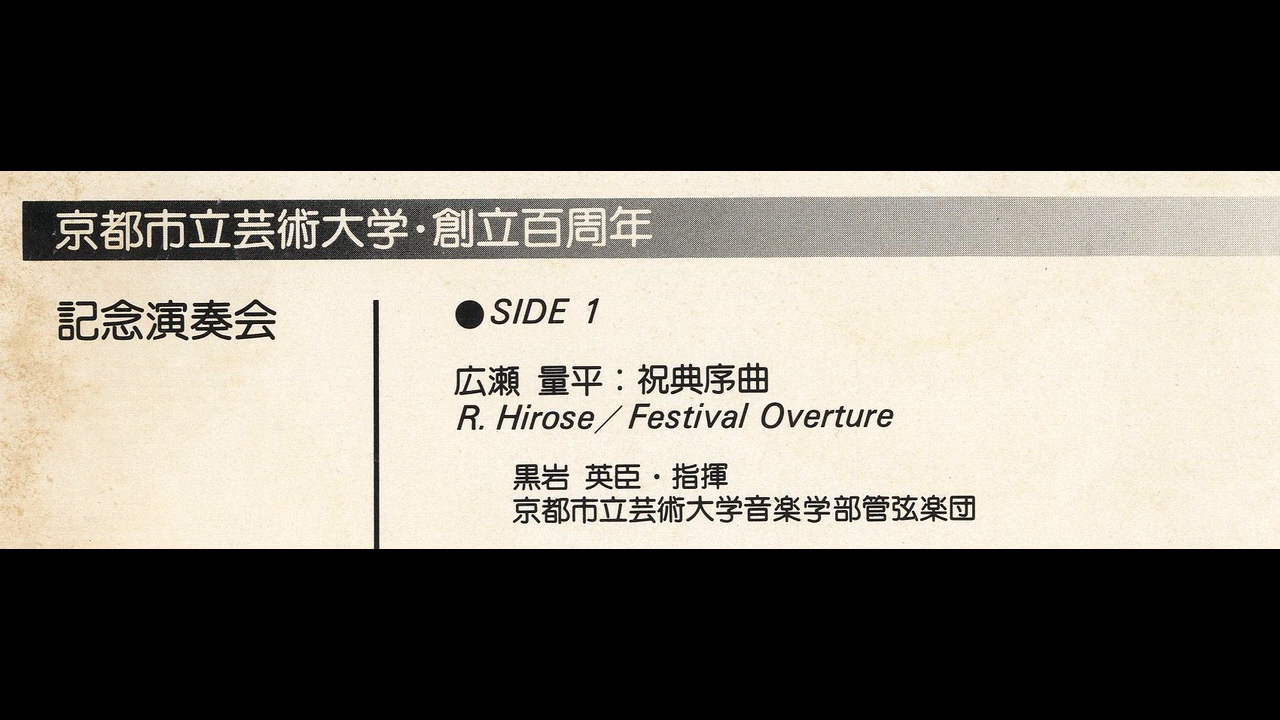 京都市立芸術大学・創立百周年
記念演奏会
●SIDE 1
広瀬 量平：祝典序曲
R. Hirose／Festival Overture
黒岩 英臣・指揮
京都市立芸術大学音楽学部管弦楽団